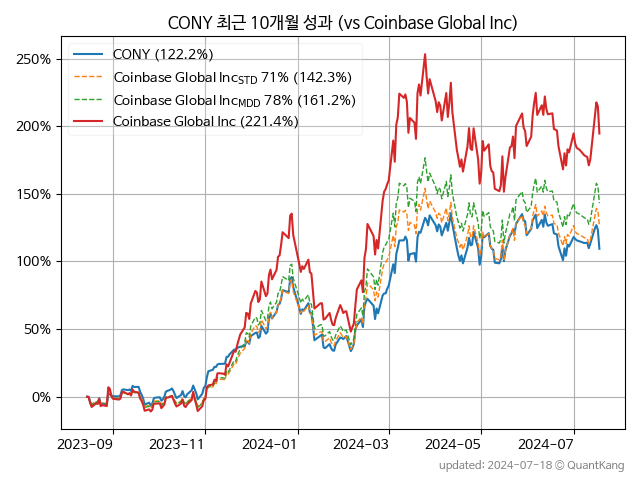 CONY 최근 10개월 성과 (vs Coinbase Global Inc)
CONY (122.2%)
Coinbase Global Inc_STD 71% (142.3%)
Coinbase Global Inc_MDD 78% (161.2%)
Coinbase Global Inc (221.4%)
250%
200%
150%
100%
50%
0%
2023-09 2023-11 2024-01 2024-03 2024-05 2024-07
updated: 2024-07-18 © QuantKang